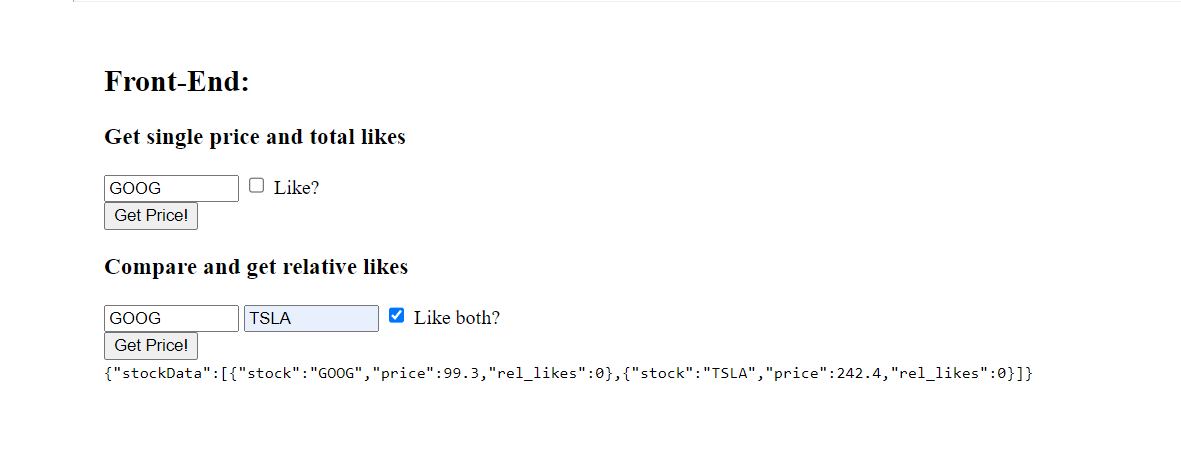 Front-End:
Get single price and total likes
GOOG Like?
Get Price!
Compare and get relative likes
GOOG TSLA Like both?
Get Price!
{"stockData":[{"stock":"GOOG","price":99.3,"rel_likes":0},{"stock":"TSLA","price":242.4,"rel_likes":0}]}